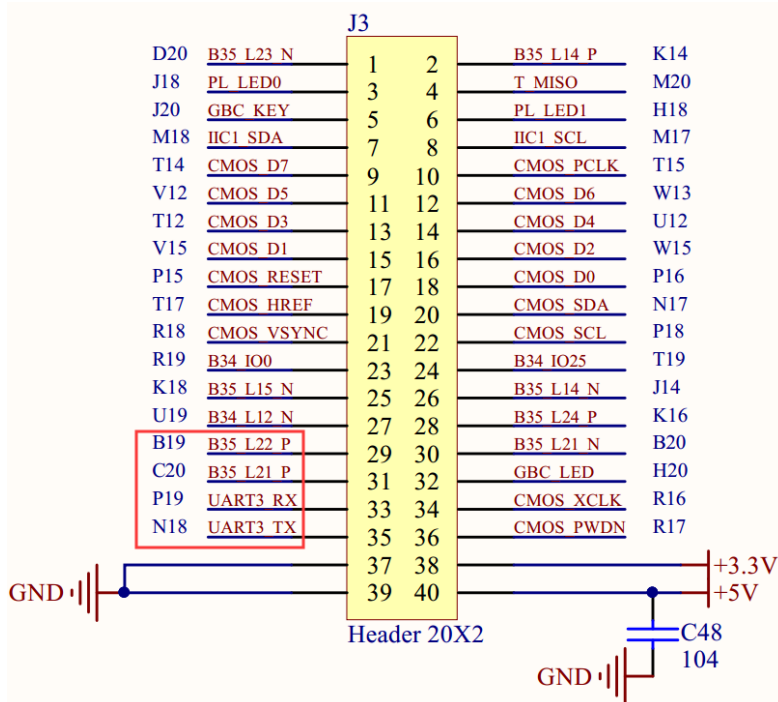 J3
D20 B35_L23_N 1 2 B35_L14_P K14
J18 PL_LED0 3 4 T_MISO M20
J20 GBC_KEY 5 6 PL_LED1 H18
M18 IIC1_SDA 7 8 IIC1_SCL M17
T14 CMOS_D7 9 10 CMOS_PCLK T15
V12 CMOS_D5 11 12 CMOS_D6 W13
T12 CMOS_D3 13 14 CMOS_D4 U12
V15 CMOS_D1 15 16 CMOS_D2 W15
P15 CMOS_RESET 17 18 CMOS_D0 P16
T17 CMOS_HREF 19 20 CMOS_SDA N17
R18 CMOS_VSYNC 21 22 CMOS_SCL P18
R19 B34_IO0 23 24 B34_IO25 T19
K18 B35_L15_N 25 26 B35_L14_N J14
U19 B34_L12_N 27 28 B35_L24_P K16
B19 B35_L22_P 29 30 B35_L21_N B20
C20 B35_L21_P 31 32 GBC_LED H20
P19 UART3_RX 33 34 CMOS_XCLK R16
N18 UART3_TX 35 36 CMOS_PWDN R17
37 38 +3.3V
GND 39 40 +5V
Header 20X2
C48
104
GND